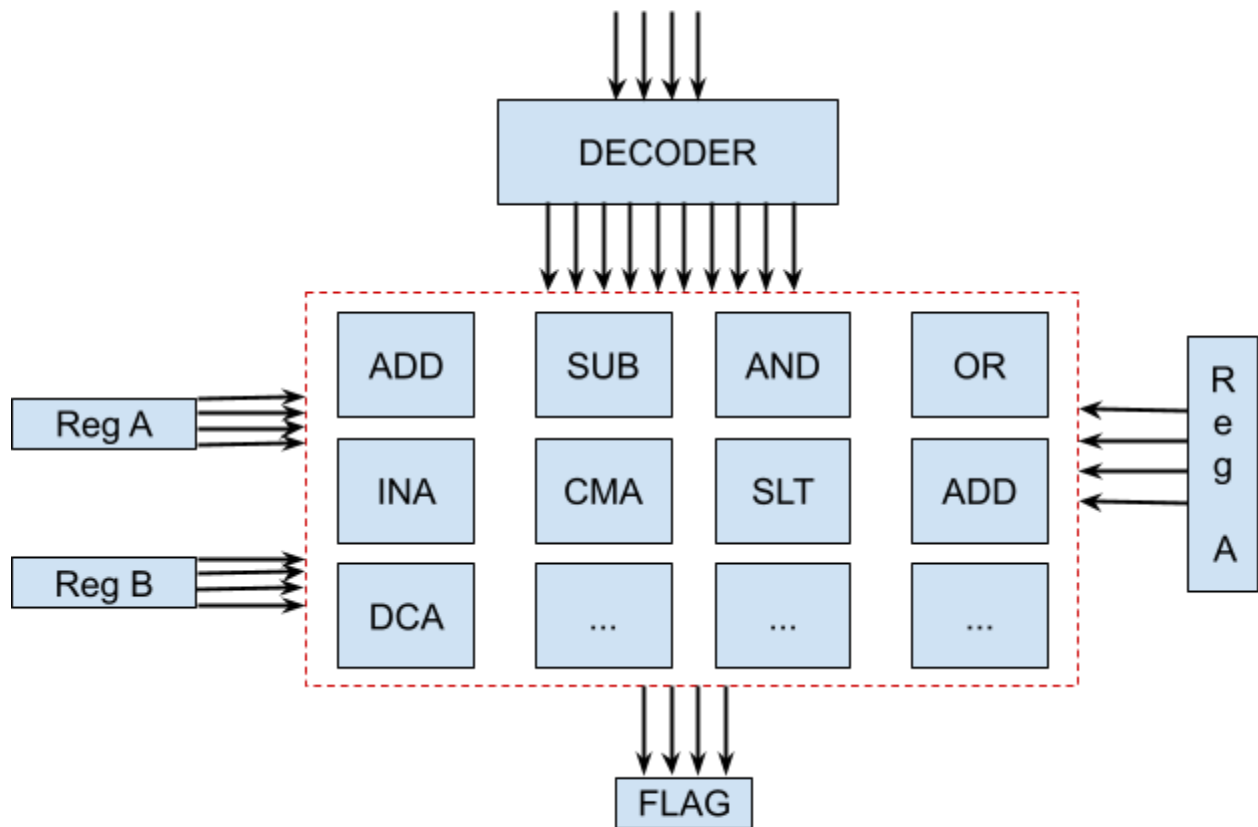 DECODER
ADD
SUB
AND
OR
Reg A
INA
CMA
SLT
ADD
Reg B
DCA
...
...
...
R
e
g
A
FLAG